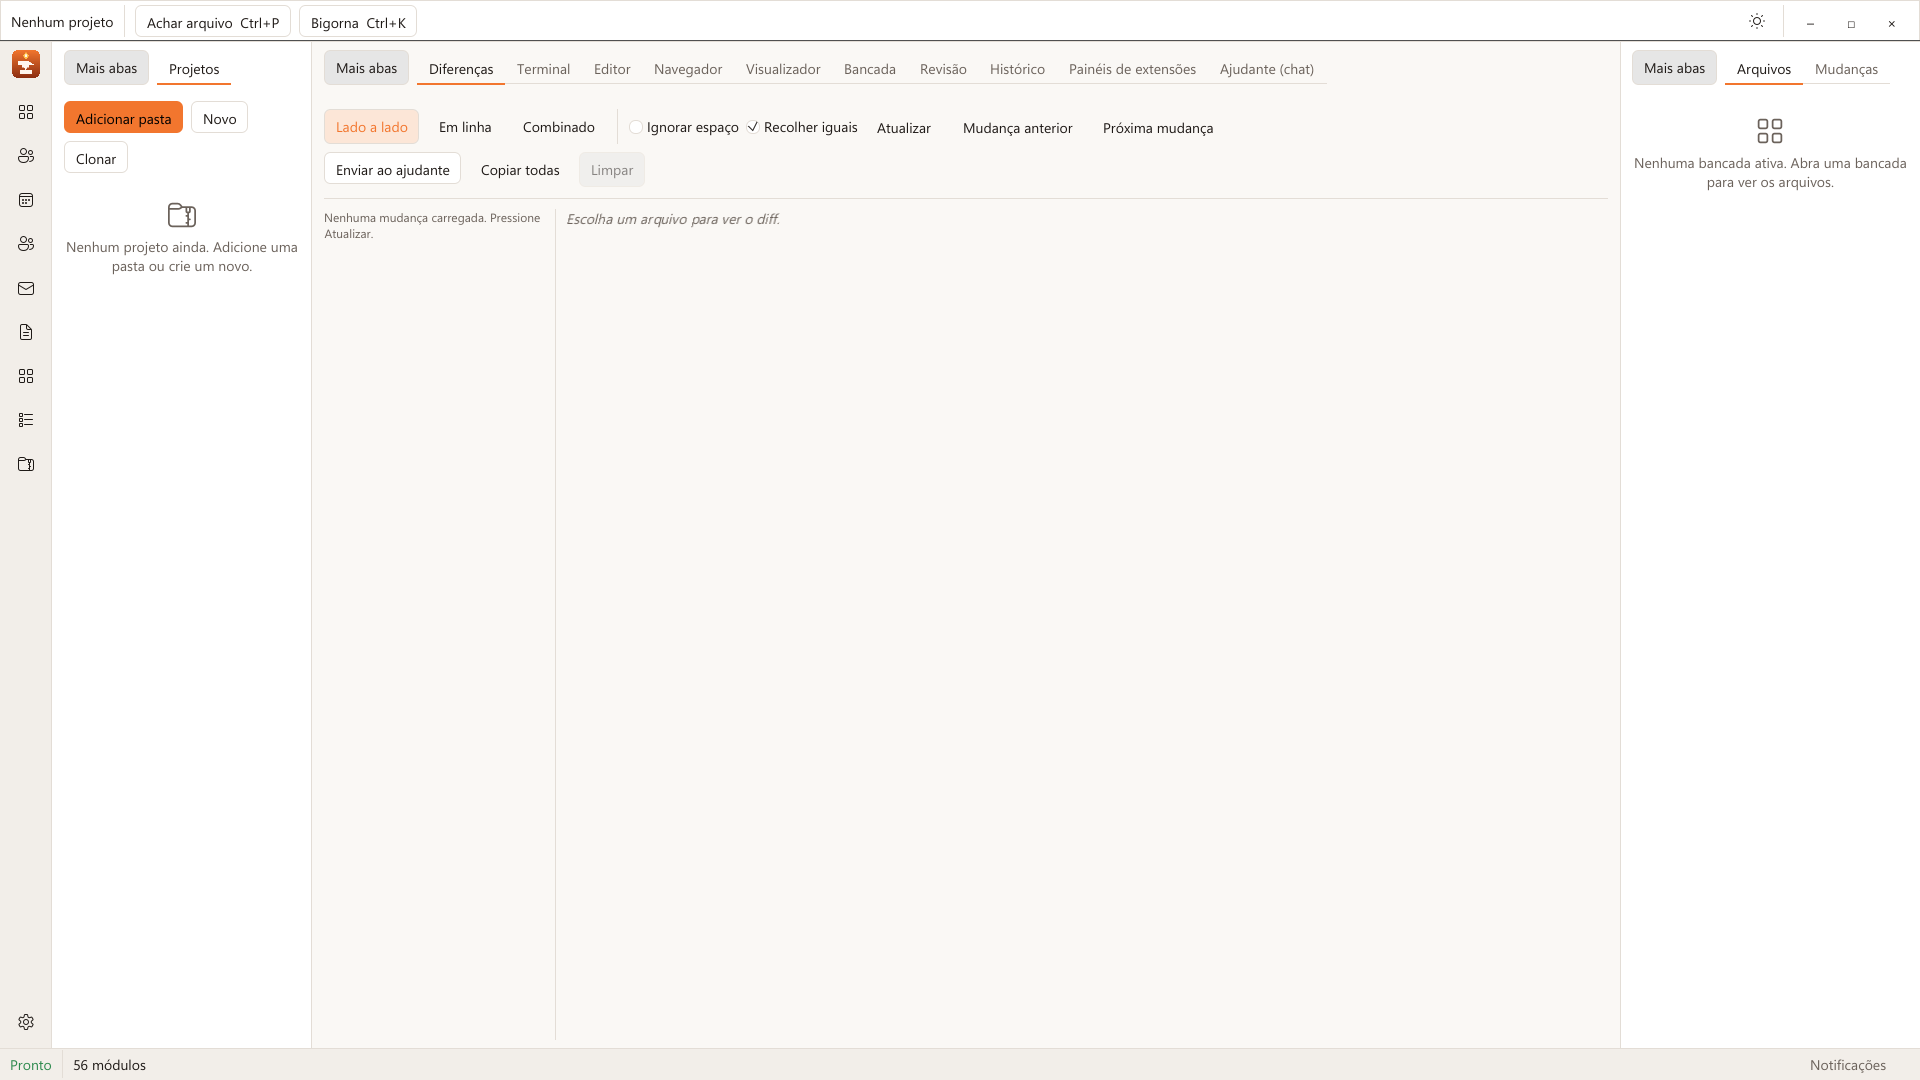 Nenhum projeto
Achar arquivo Ctrl+P
Bigorna Ctrl+K
Mais abas
Projetos
Adicionar pasta
Novo
Clonar
Nenhum projeto ainda. Adicione uma
pasta ou crie um novo.
Mais abas
Diferenças
Terminal
Editor
Navegador
Visualizador
Bancada
Revisão
Histórico
Painéis de extensões
Ajudante (chat)
Lado a lado
Em linha
Combinado
Ignorar espaço
Recolher iguais
Atualizar
Mudança anterior
Próxima mudança
Enviar ao ajudante
Copiar todas
Limpar
Nenhuma mudança carregada. Pressione
Atualizar.
Escolha um arquivo para ver o diff.
Mais abas
Arquivos
Mudanças
Nenhuma bancada ativa. Abra uma bancada
para ver os arquivos.
Pronto
56 módulos
Notificações